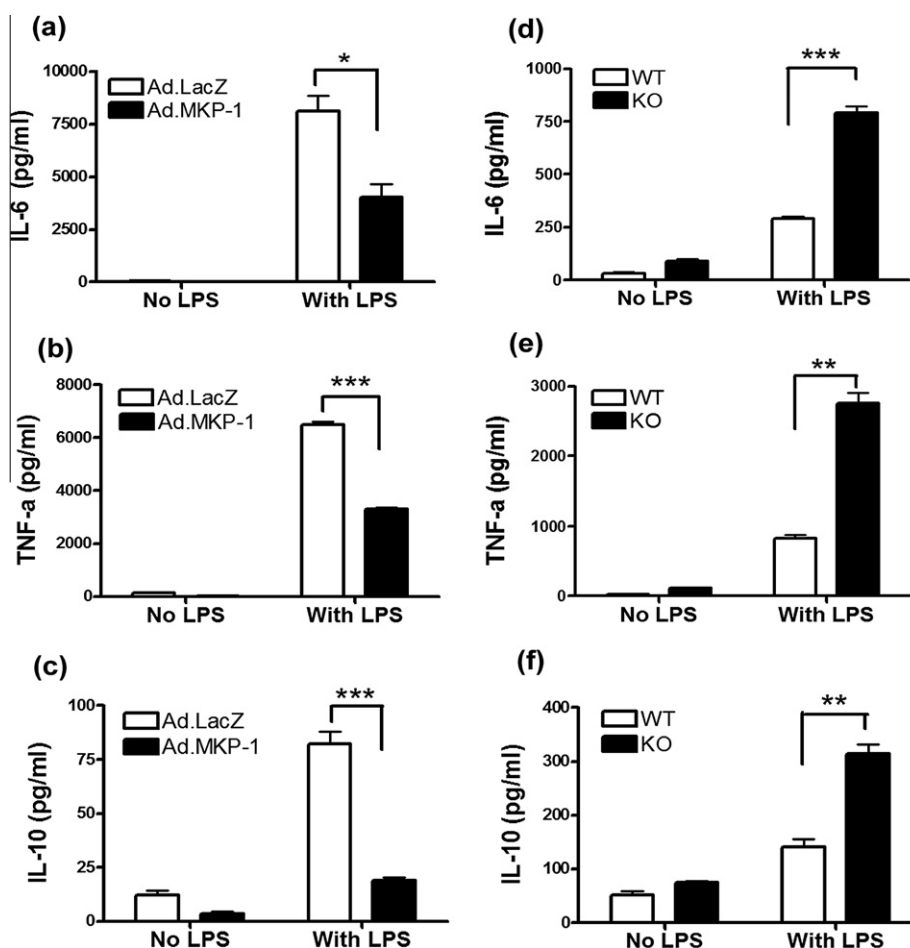 (a)
IL-6 (pg/ml)
10000
7500
5000
2500
0
Ad.LacZ
Ad.MKP-1
*
No LPS
With LPS
(b)
TNF-a (pg/ml)
8000
6000
4000
2000
0
Ad.LacZ
Ad.MKP-1
***
No LPS
With LPS
(c)
IL-10 (pg/ml)
100
75
50
25
0
Ad.LacZ
Ad.MKP-1
***
No LPS
With LPS
(d)
IL-6 (pg/ml)
1000
750
500
250
0
WT
KO
***
No LPS
With LPS
(e)
TNF-a (pg/ml)
3000
2000
1000
0
WT
KO
**
No LPS
With LPS
(f)
IL-10 (pg/ml)
400
300
200
100
0
WT
KO
**
No LPS
With LPS